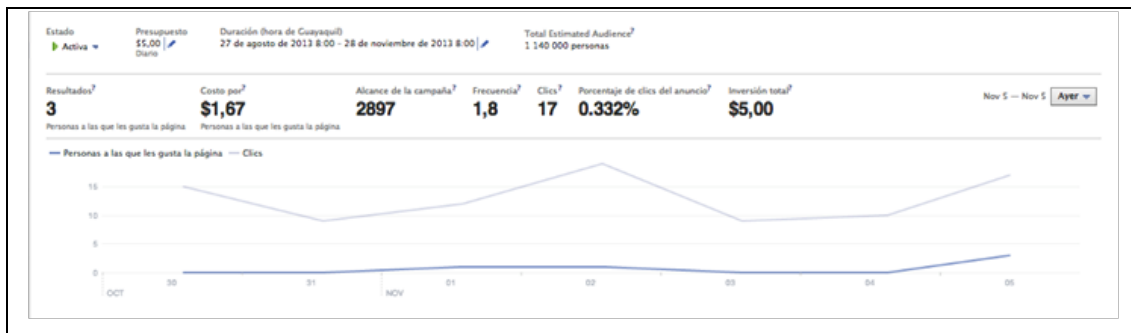 Estado
Activa
Presupuesto
$5,00
Diario
Duración (hora de Guayaquil)
27 de agosto de 2013 8:00 - 28 de noviembre de 2013 8:00
Total Estimated Audience?
1 140 000 personas
Resultados?
3
Personas a las que les gusta la página
Costo por?
$1,67
Personas a las que les gusta la página
Alcance de la campaña?
2897
Frecuencia?
1,8
Clics?
17
Porcentaje de clics del anuncio?
0.332%
Inversión total?
$5,00
Nov 5 — Nov 5
Ayer
Personas a las que les gusta la página
Clics
15
10
5
0
30
31
01
02
03
04
05
OCT
NOV